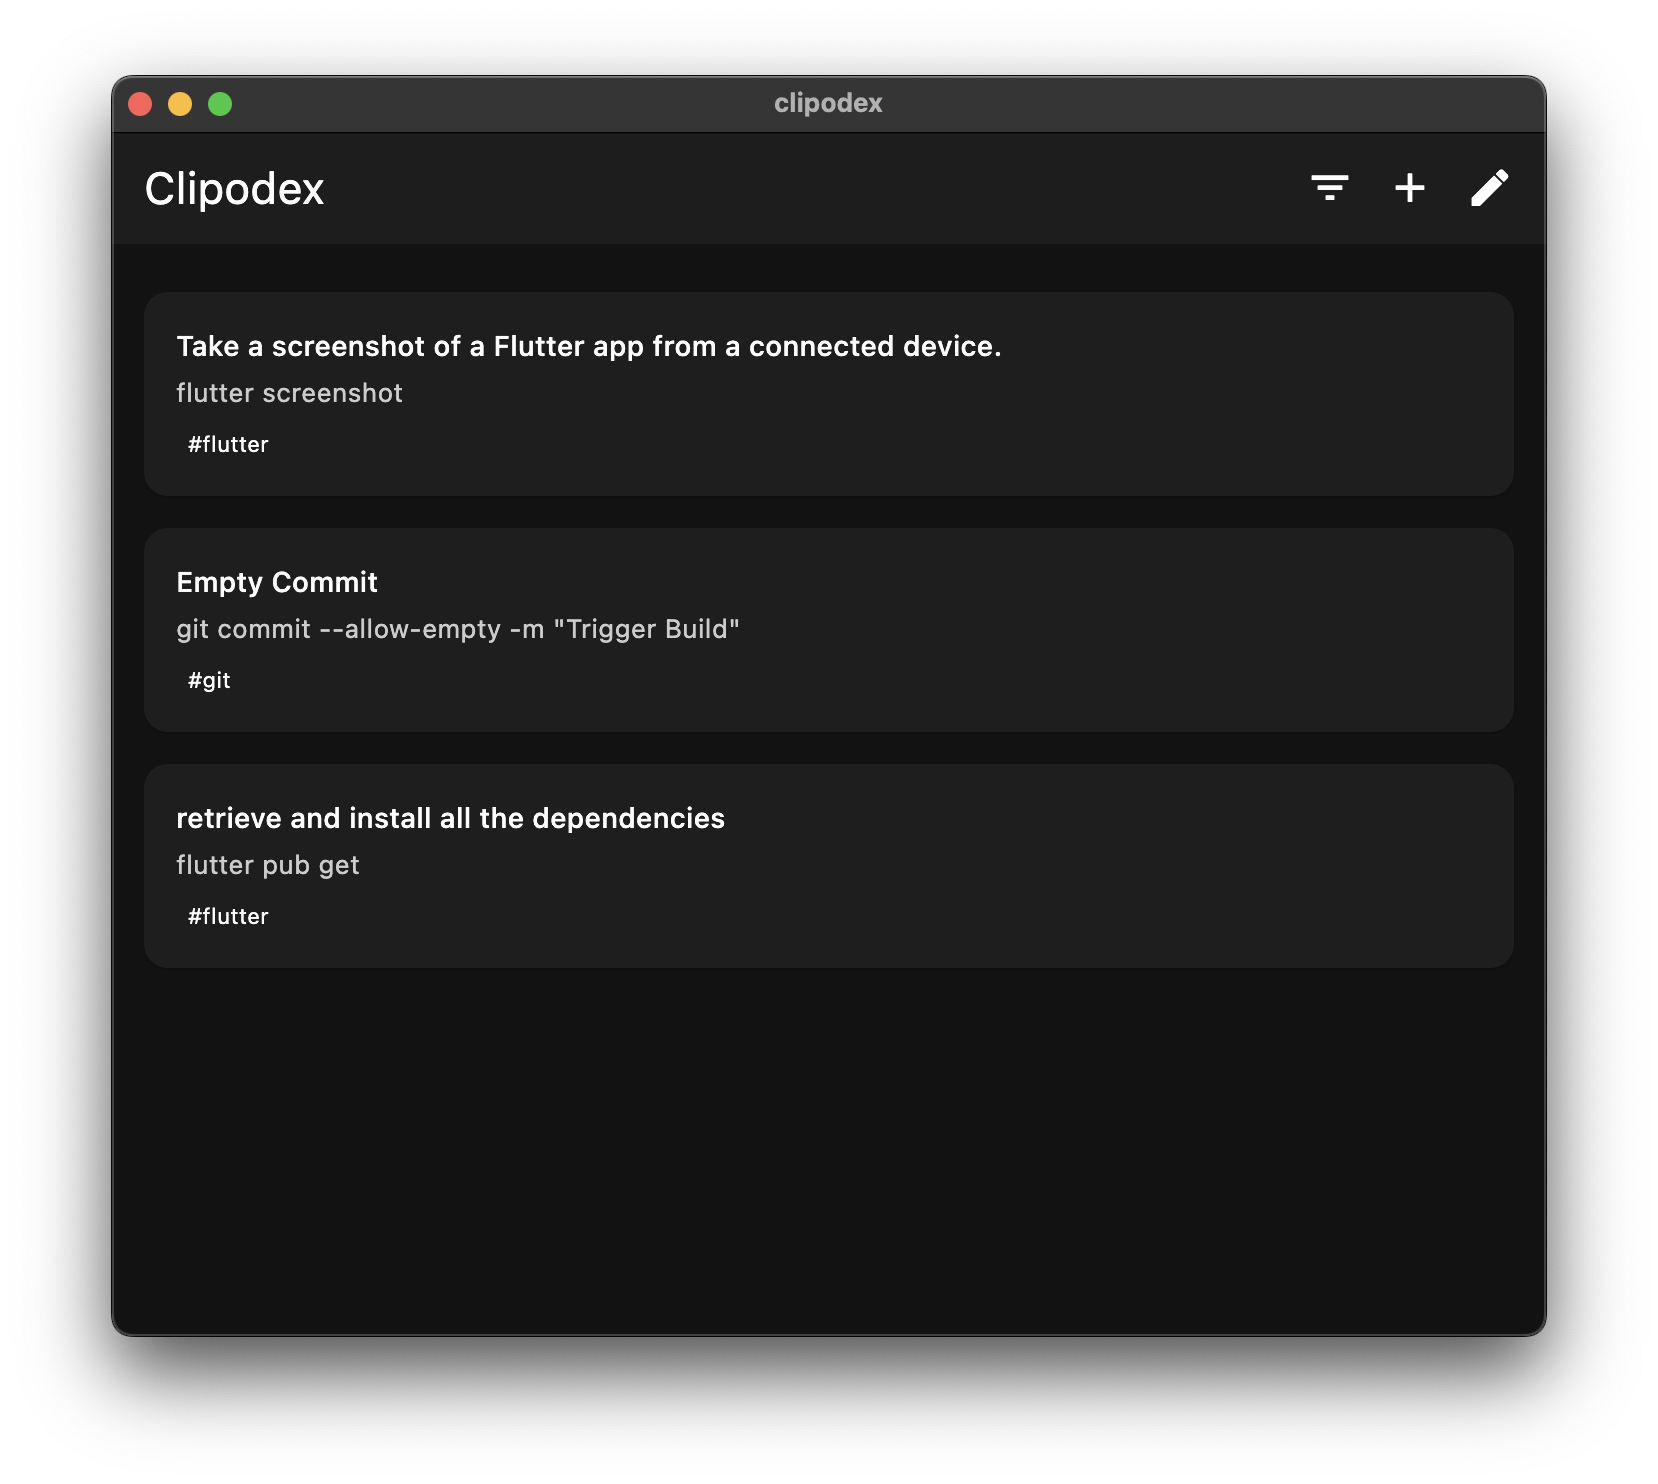 clipodex
Clipodex
Take a screenshot of a Flutter app from a connected device.
flutter screenshot
#flutter
Empty Commit
git commit --allow-empty -m "Trigger Build"
#git
retrieve and install all the dependencies
flutter pub get
#flutter